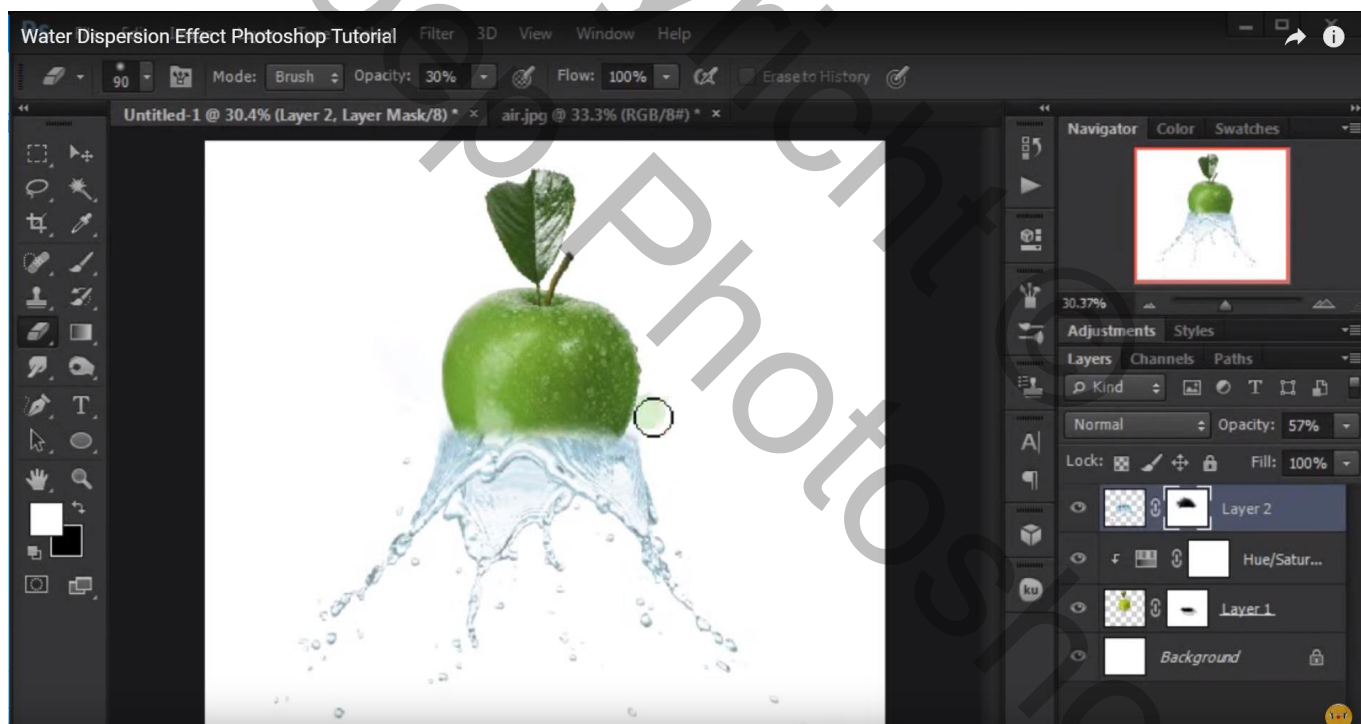 Water Dispersion Effect Photoshop Tutorial
Filter 3D View Window Help
90 Mode: Brush Opacity: 30% Flow: 100% Erase to History
Untitled-1 @ 30.4% (Layer 2, Layer Mask/8) * × air.jpg @ 33.3% (RGB/8#) * ×
Navigator Color Swatches
30.37%
Adjustments Styles
Layers Channels Paths
Kind
Normal Opacity: 57%
Lock: Fill: 100%
Layer 2
Hue/Satur...
Layer 1
Background
T
A
ku